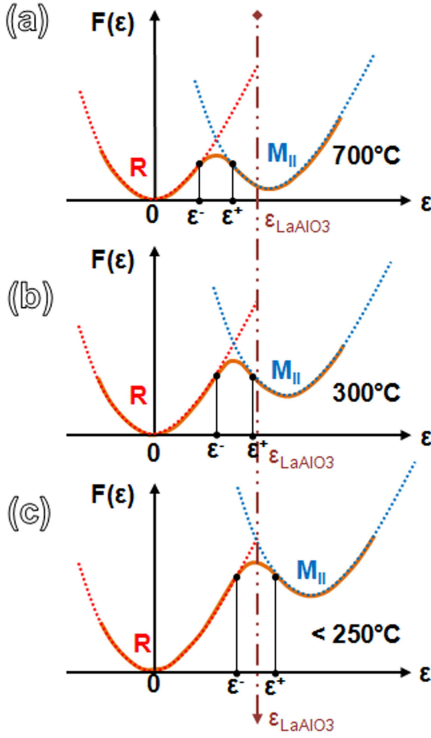 (a)
F(ε)
R
M_II
700°C
0
ε⁻
ε⁺
ε_LaAlO3
ε
(b)
F(ε)
R
M_II
300°C
0
ε⁻
ε⁺
ε_LaAlO3
ε
(c)
F(ε)
R
M_II
< 250°C
0
ε⁻
ε⁺
ε
ε_LaAlO3